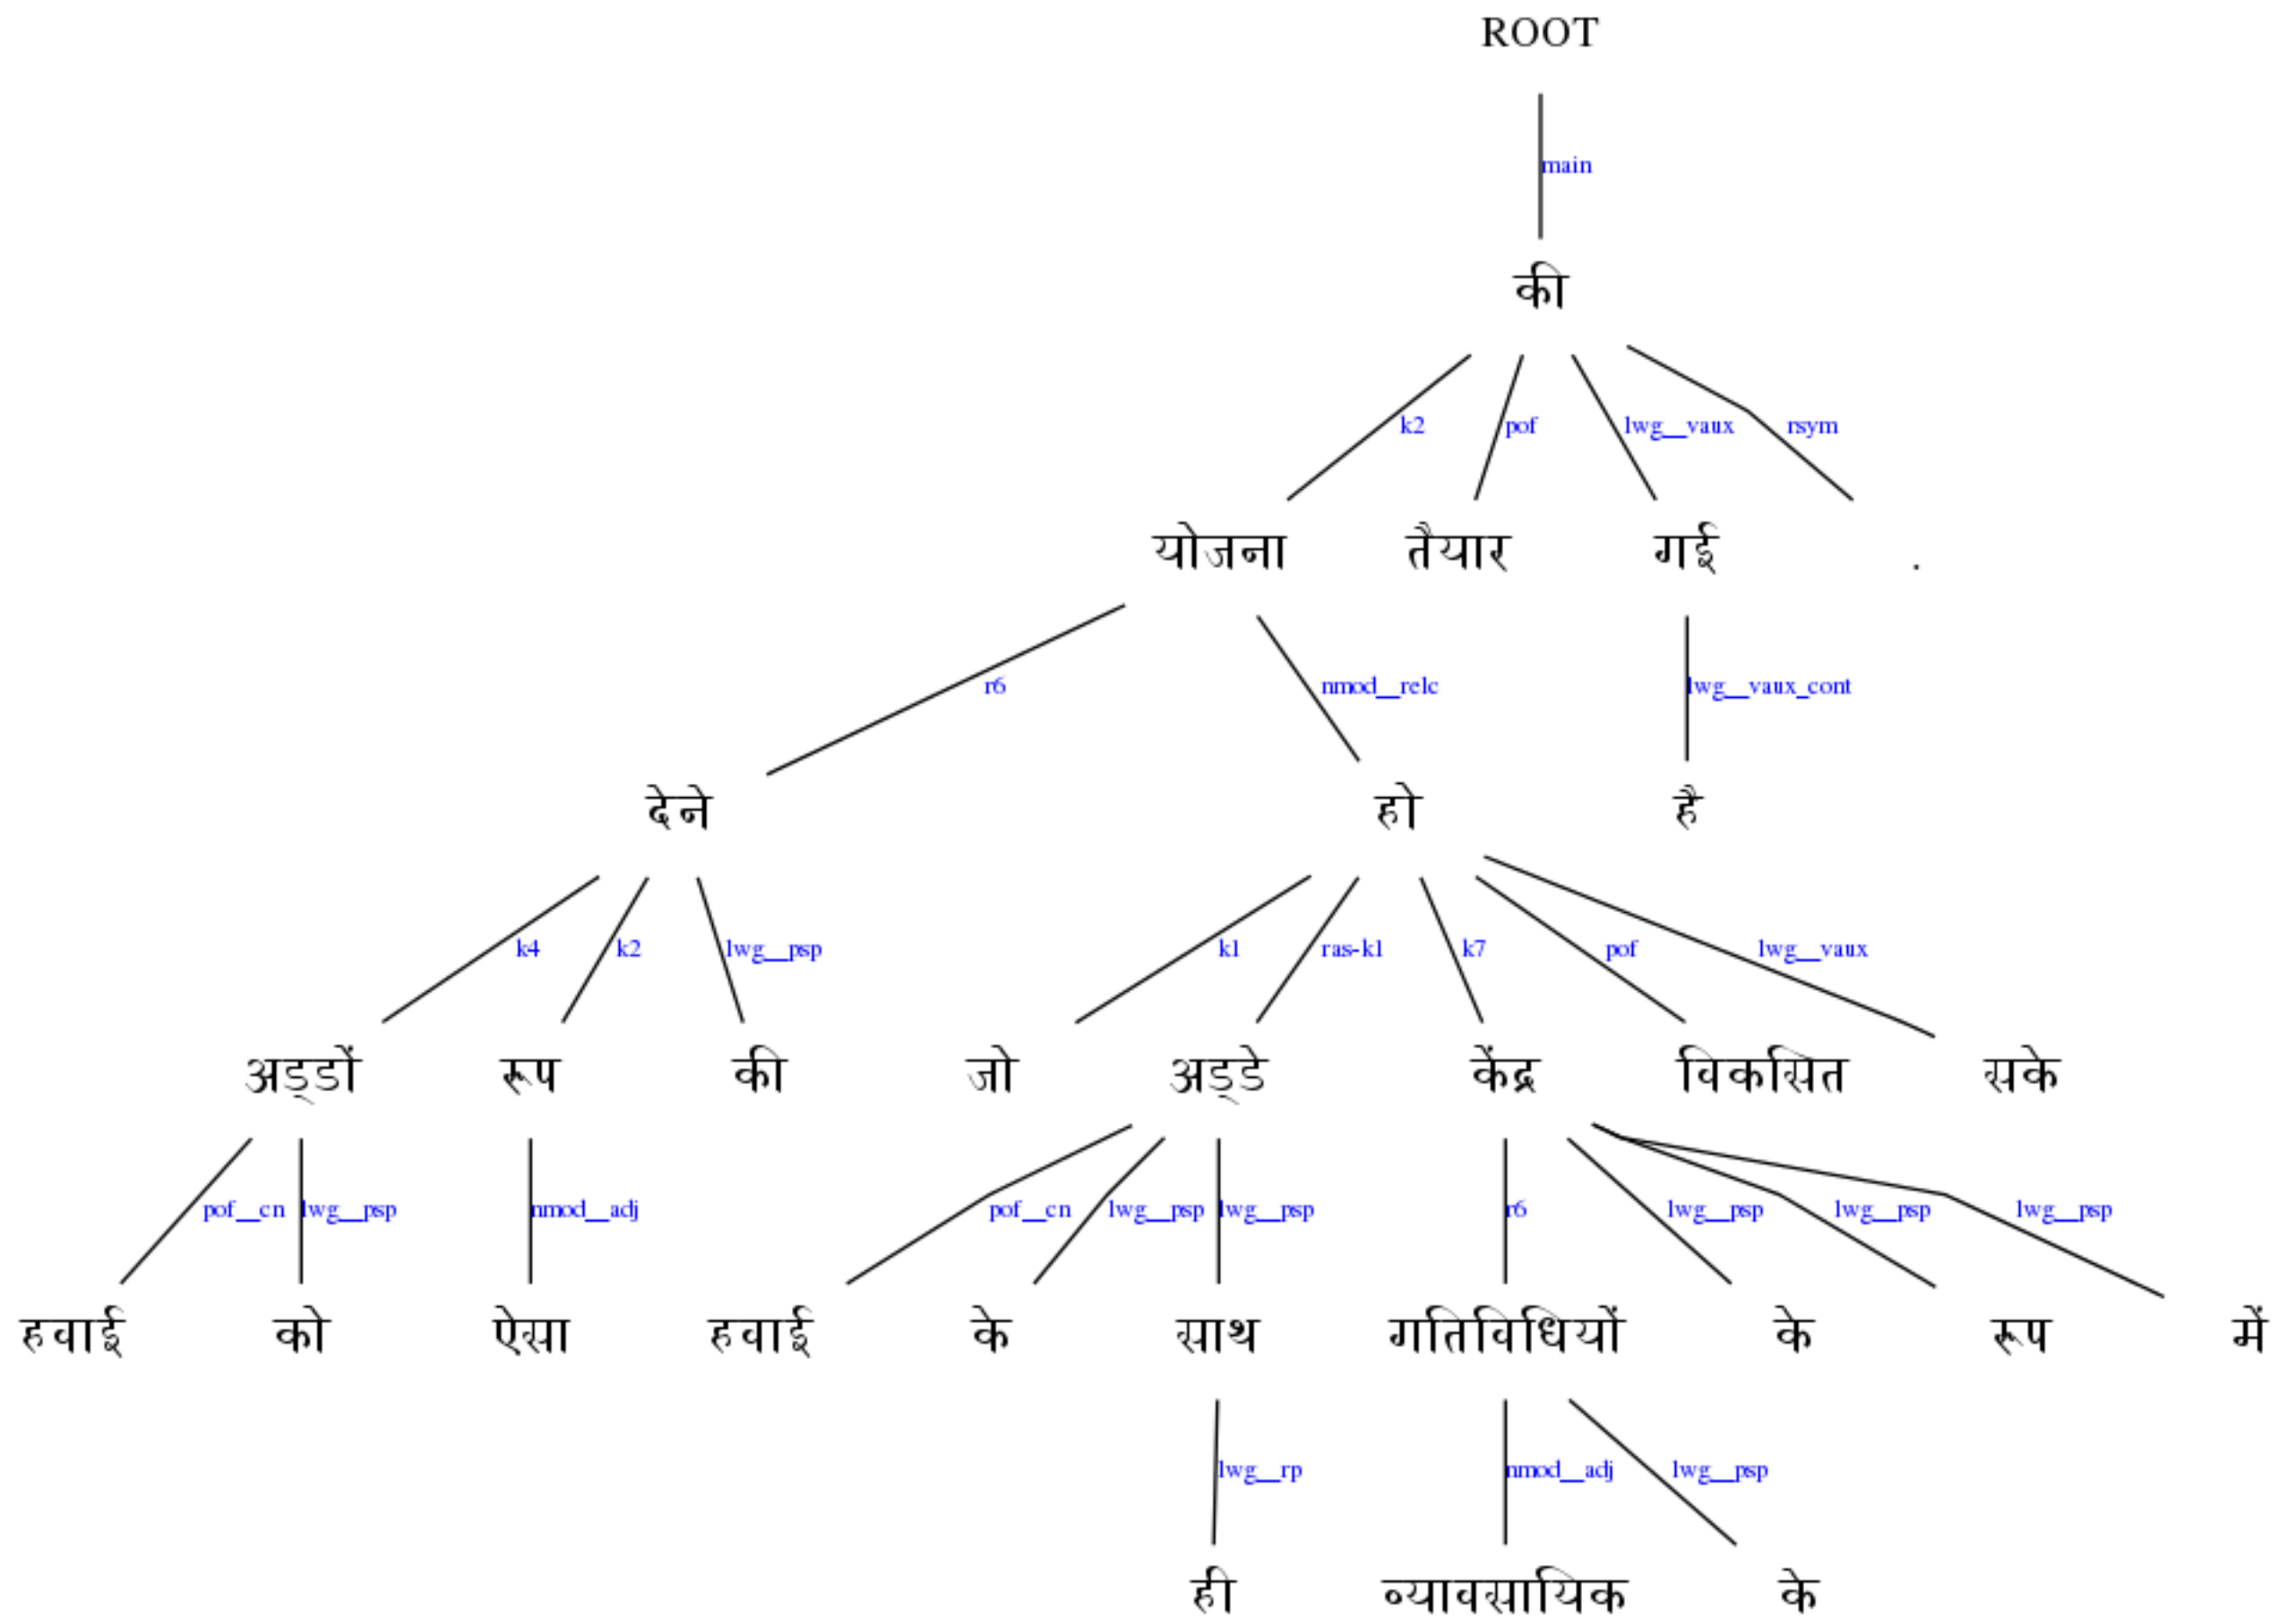 ROOT
main
की
k2 pof lwg__vaux rsym
योजना तैयार गई .
r6 nmod__relc lwg__vaux_cont
देने हो है
k4 k2 lwg__psp k1 ras-k1 k7 pof lwg__vaux
अड्डों रूप की जो अड्डे केंद्र विकसित सके
pof__cn lwg__psp nmod__adj pof__cn lwg__psp lwg__psp r6 lwg__psp lwg__psp lwg__psp
हवाई को ऐसा हवाई के साथ गतिविधियों के रूप में
lwg__rp nmod__adj lwg__psp
ही व्यावसायिक के